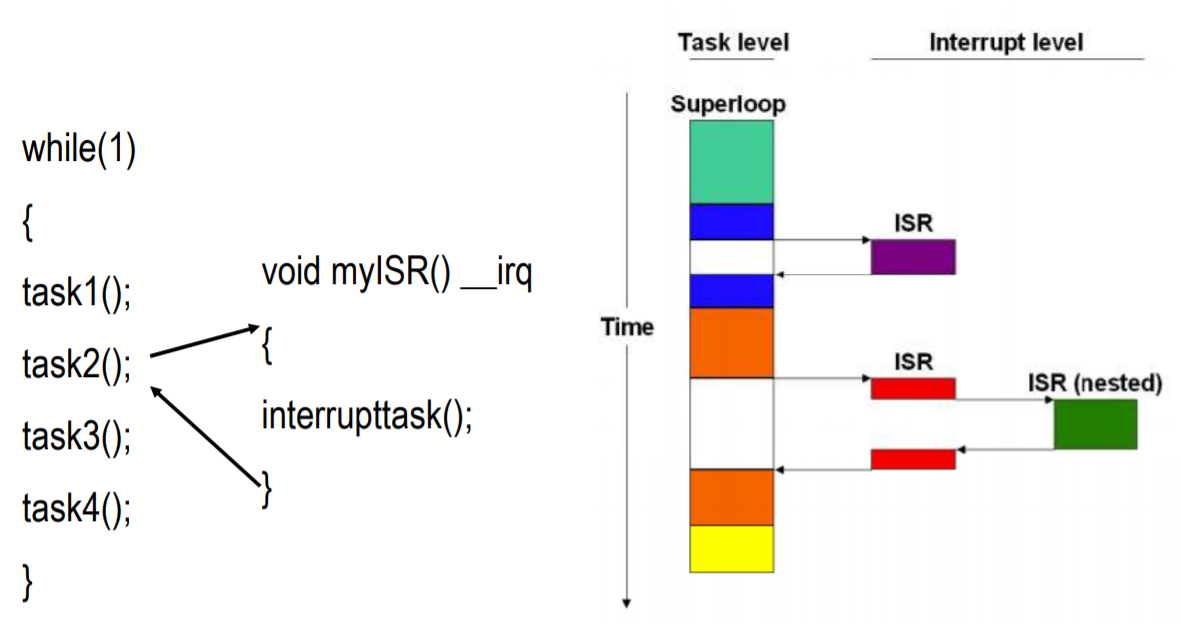 while(1)
{
task1();
task2();
task3();
task4();
}
void myISR() __irq
{
interrupttask();
}
Task level
Interrupt level
Superloop
ISR
Time
ISR
ISR (nested)